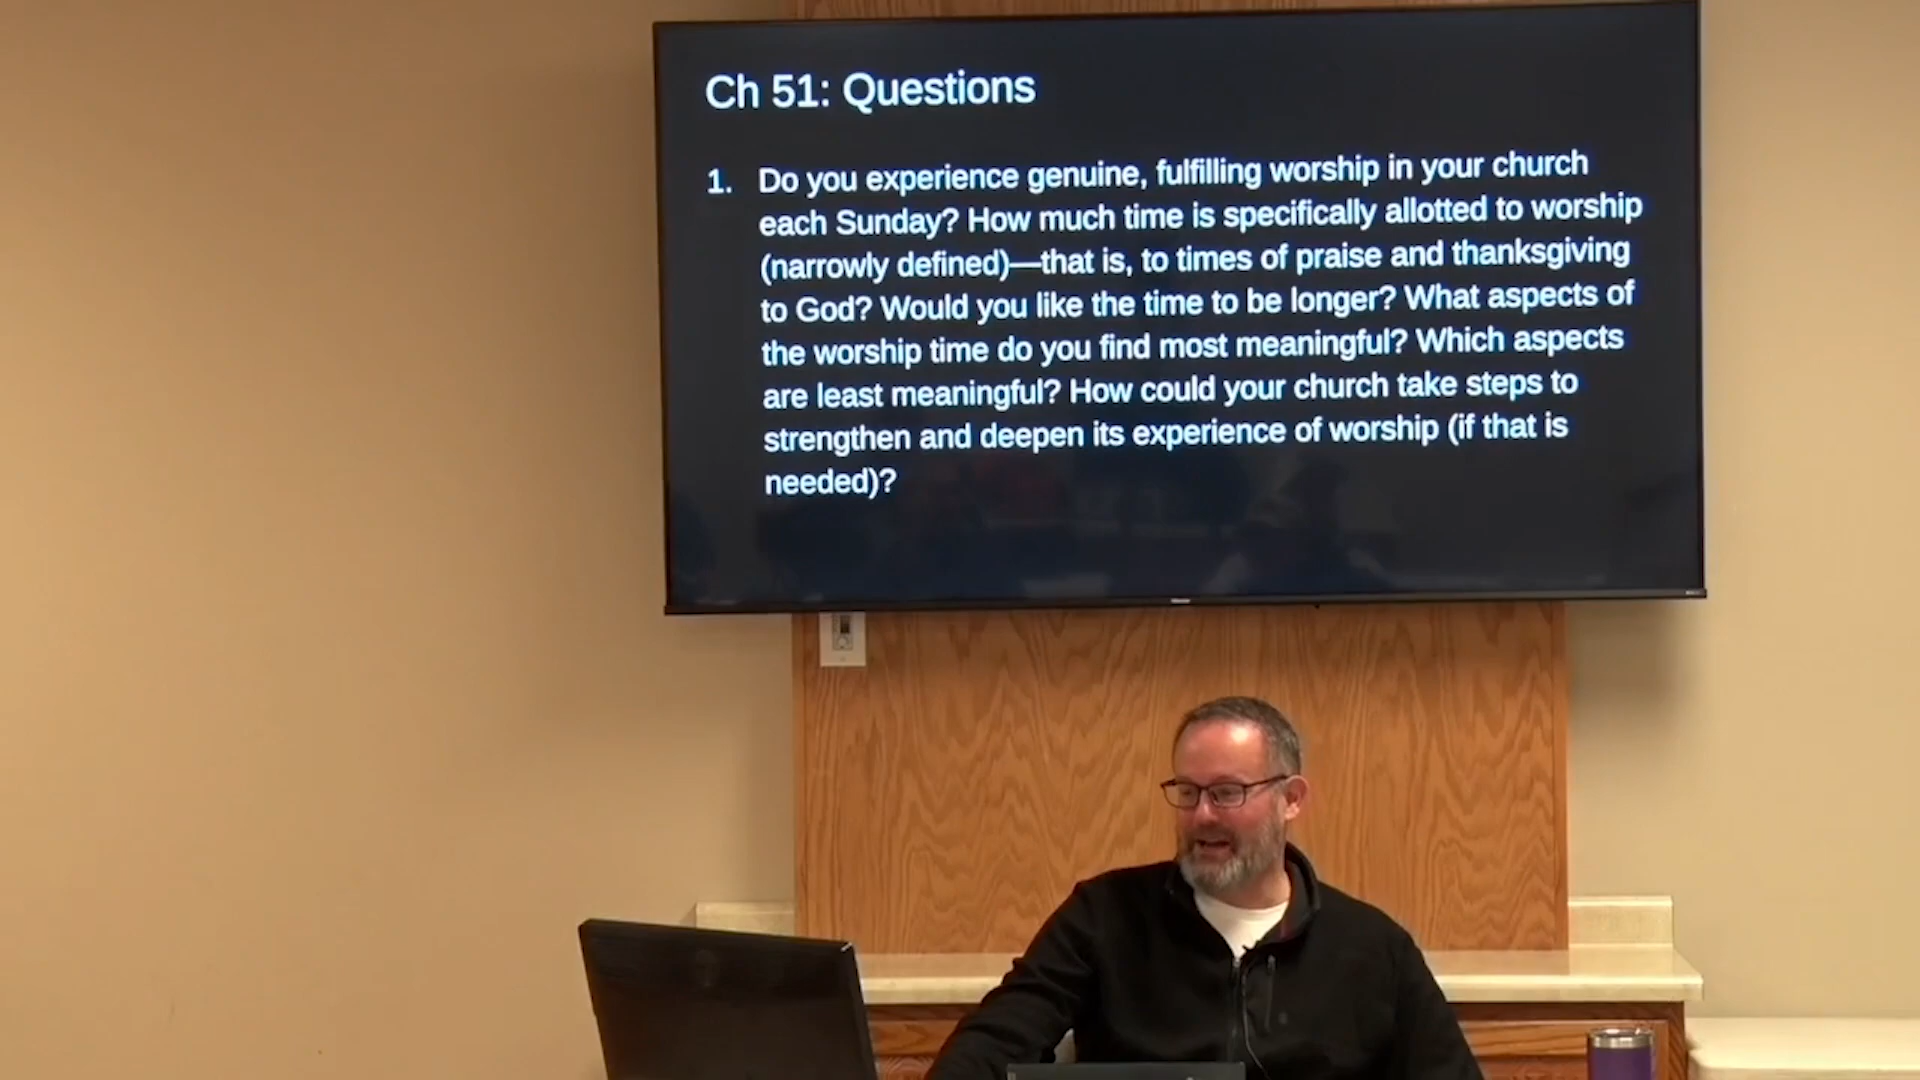 Ch 51: Questions
1. Do you experience genuine, fulfilling worship in your church
each Sunday? How much time is specifically allotted to worship
(narrowly defined)—that is, to times of praise and thanksgiving
to God? Would you like the time to be longer? What aspects of
the worship time do you find most meaningful? Which aspects
are least meaningful? How could your church take steps to
strengthen and deepen its experience of worship (if that is
needed)?